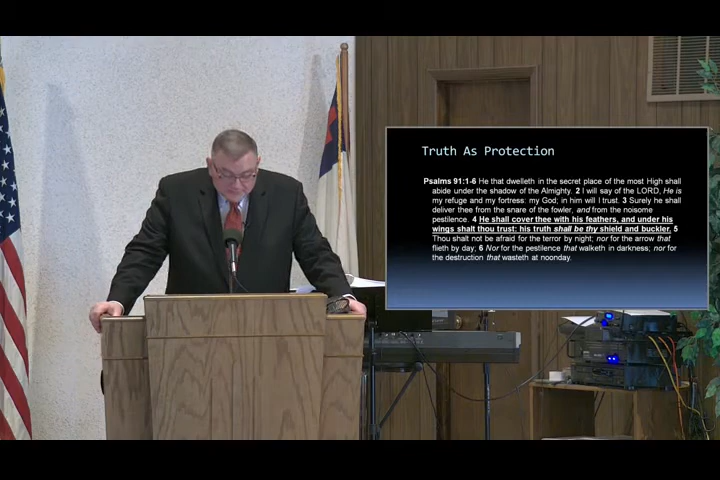 Truth As Protection
Psalms 91:1-6 He that dwelleth in the secret place of the most High shall
abide under the shadow of the Almighty. 2 I will say of the LORD, He is
my refuge and my fortress: my God; in him will I trust. 3 Surely he shall
deliver thee from the snare of the fowler, and from the noisome
pestilence. 4 He shall cover thee with his feathers, and under his
wings shalt thou trust: his truth shall be thy shield and buckler. 5
Thou shalt not be afraid for the terror by night; nor for the arrow that
flieth by day; 6 Nor for the pestilence that walketh in darkness; nor for
the destruction that wasteth at noonday.